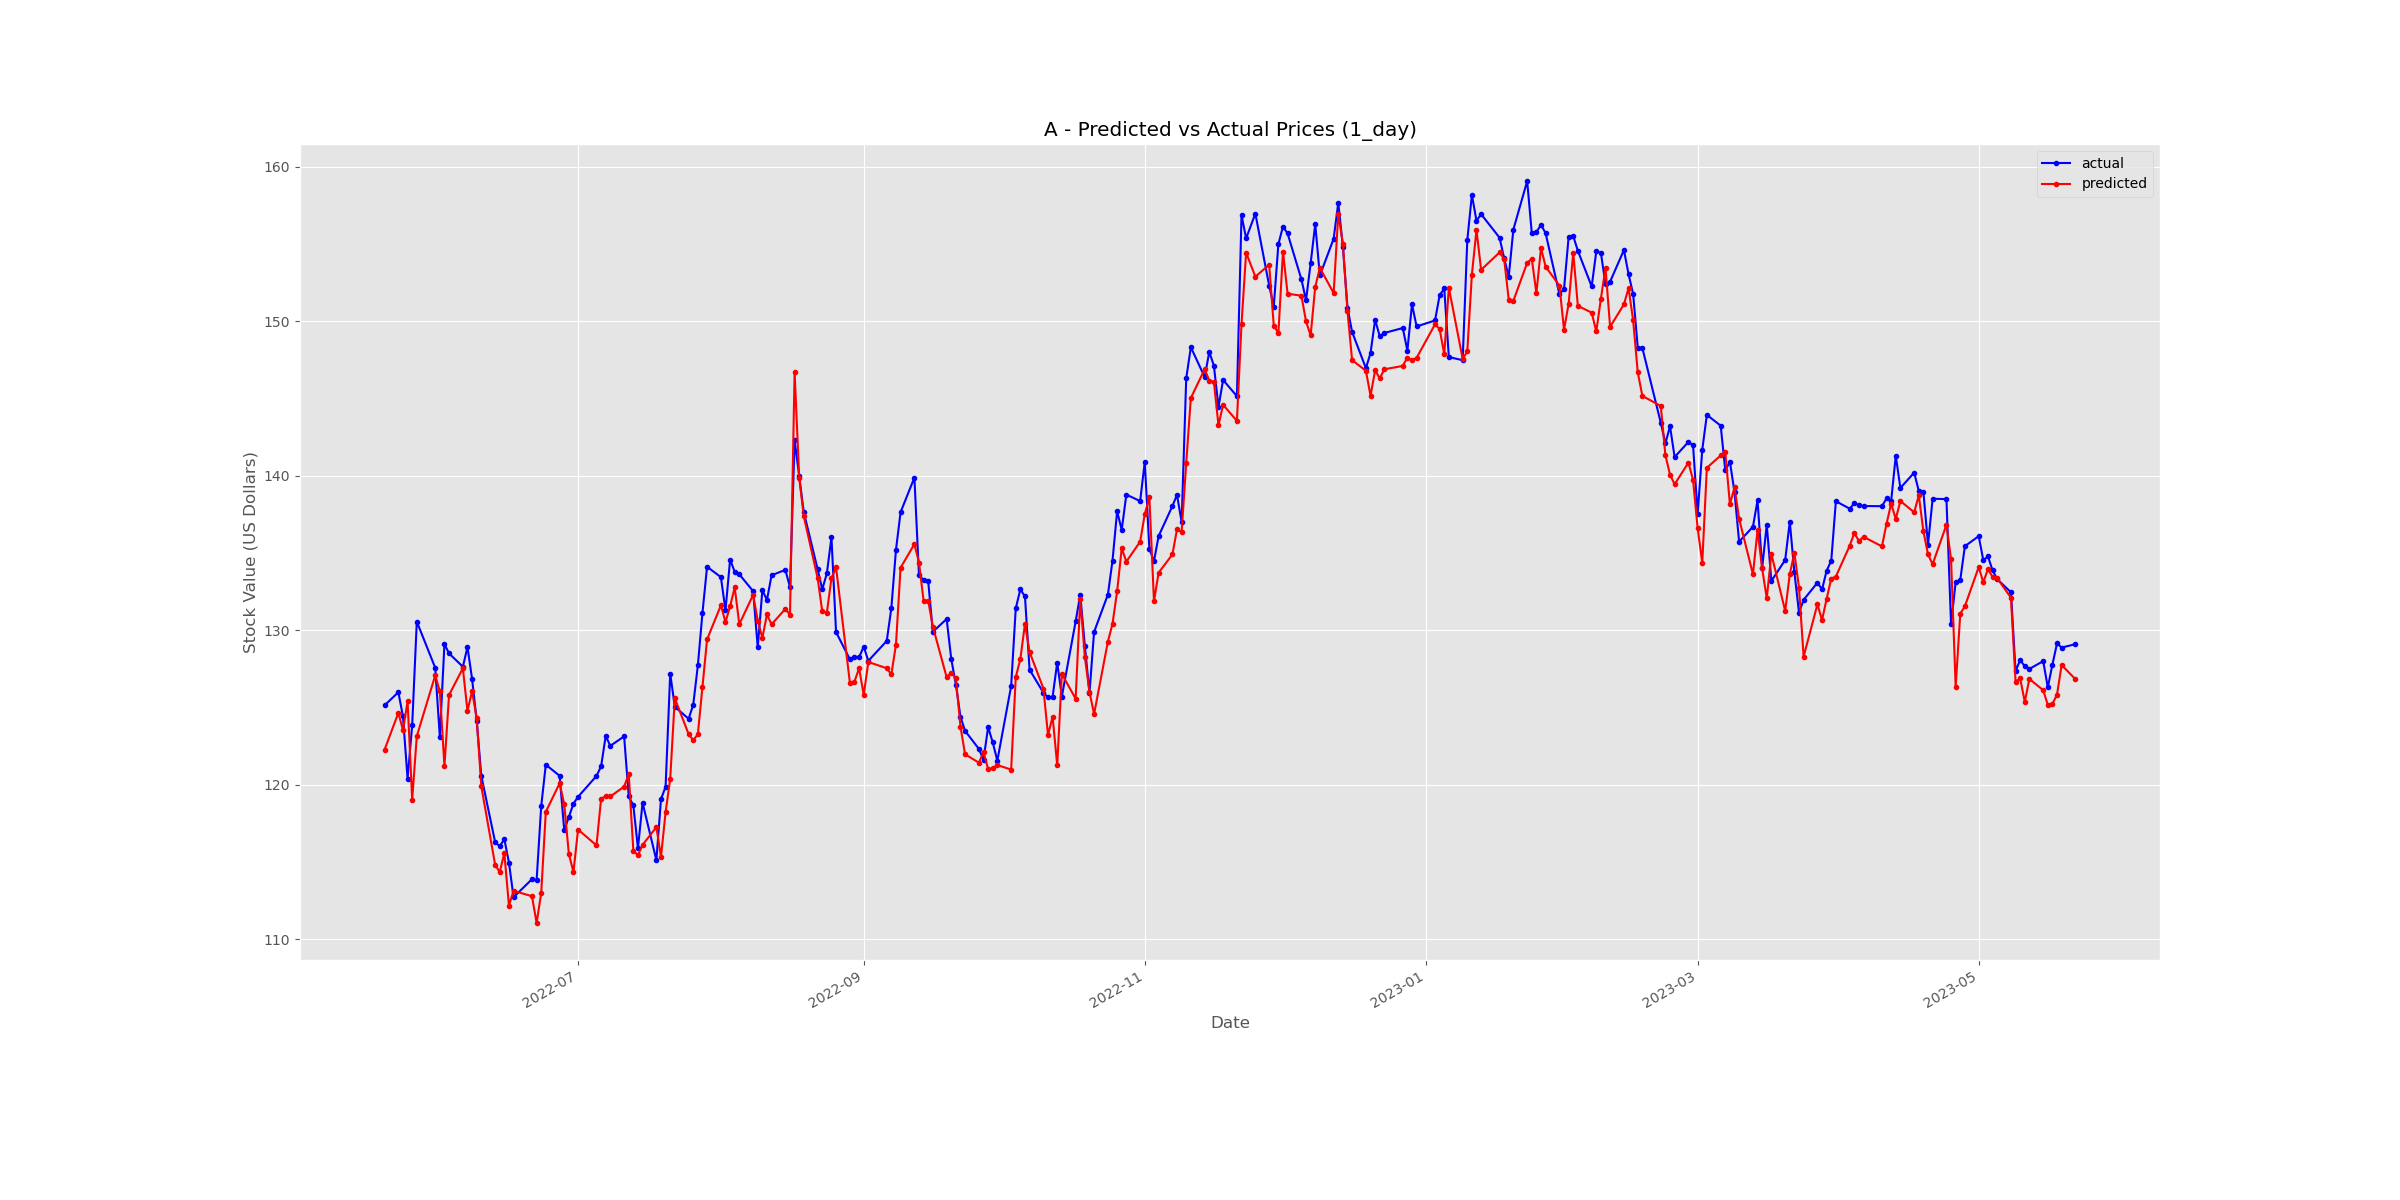 A - Predicted vs Actual Prices (1_day)
actual
predicted
160
150
140
130
120
110
Stock Value (US Dollars)
2022-07
2022-09
2022-11
2023-01
2023-03
2023-05
Date